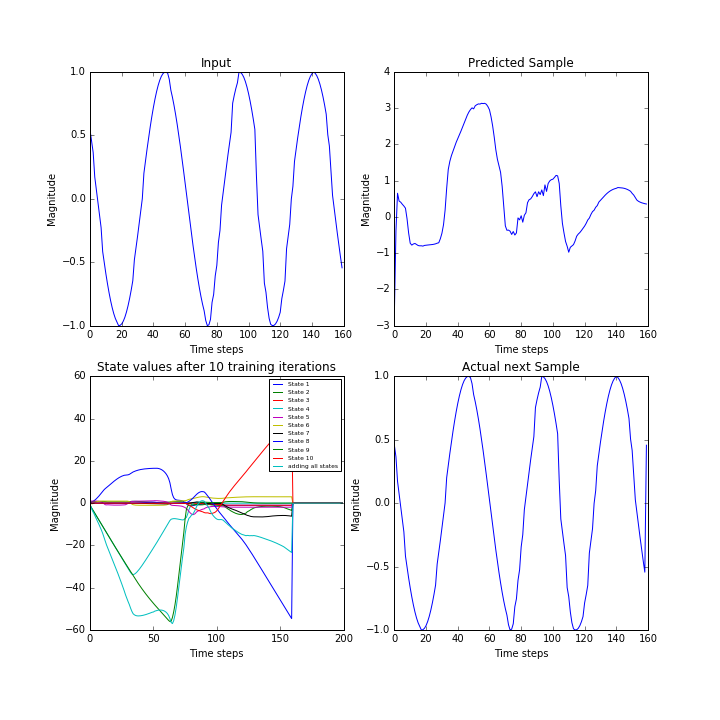 Input
Predicted Sample
Magnitude
1.0
0.5
0.0
−0.5
−1.0
0 20 40 60 80 100 120 140 160
Time steps
Magnitude
4
3
2
1
0
−1
−2
−3
0 20 40 60 80 100 120 140 160
Time steps
State values after 10 training iterations
Actual next Sample
Magnitude
60
40
20
0
−20
−40
−60
0 50 100 150 200
Time steps
State 1
State 2
State 3
State 4
State 5
State 6
State 7
State 8
State 9
State 10
adding all states
Magnitude
1.0
0.5
0.0
−0.5
−1.0
0 20 40 60 80 100 120 140 160
Time steps